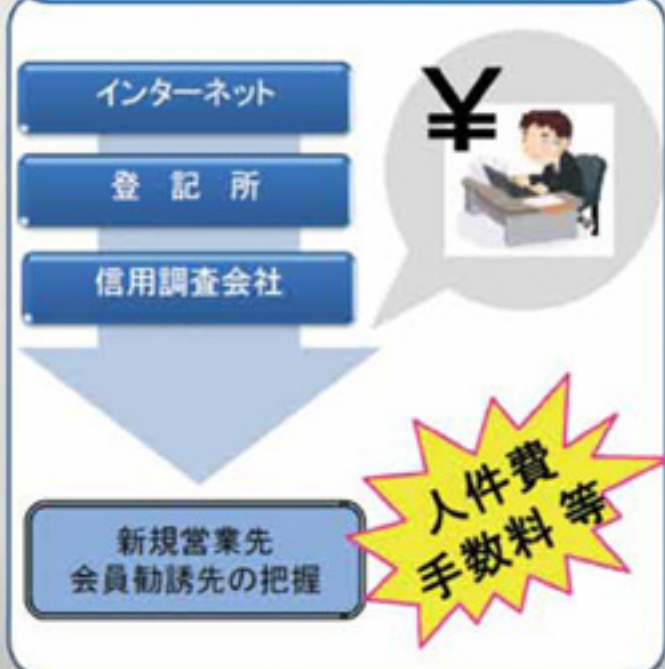 インターネット
¥
登 記 所
信用調査会社
人件費
手数料 等
新規営業先
会員勧誘先の把握